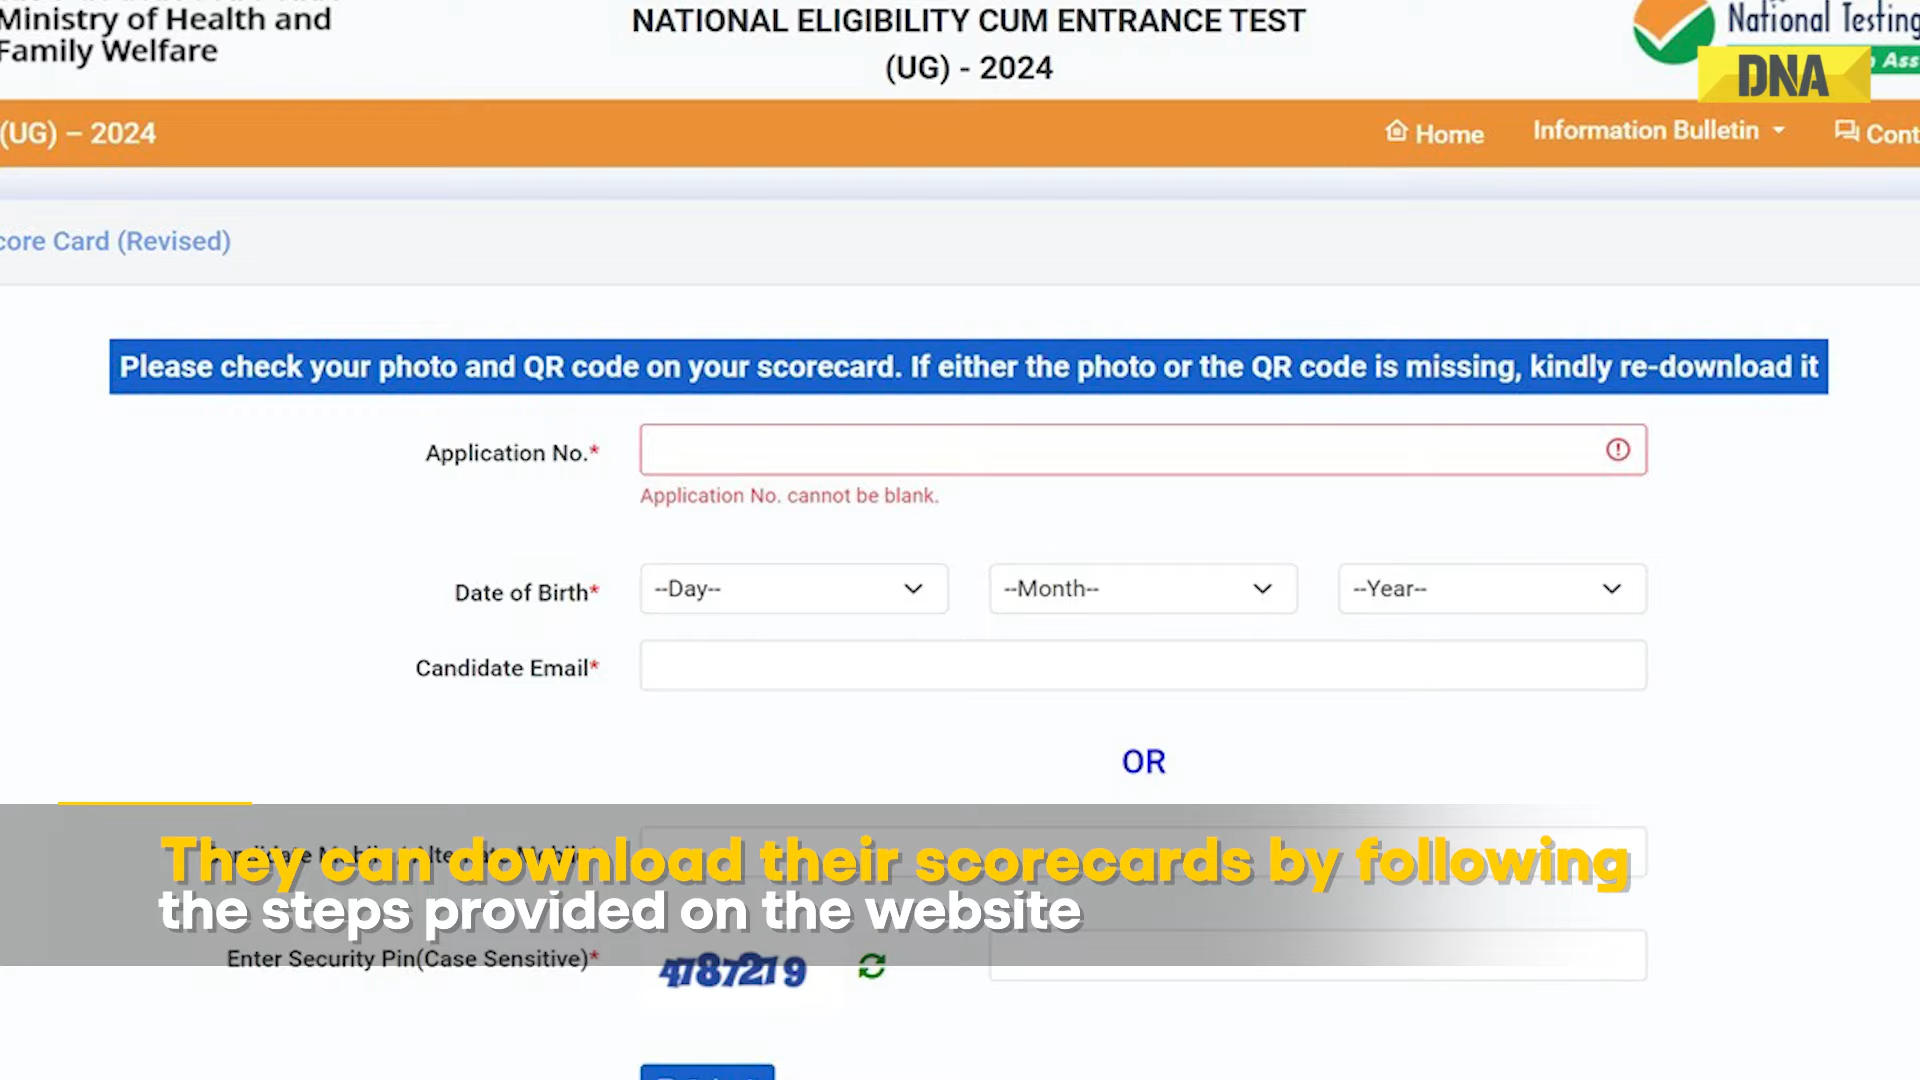 Ministry of Health and
Family Welfare
NATIONAL ELIGIBILITY CUM ENTRANCE TEST
(UG) - 2024
National Testing
DNA
(UG) – 2024
Home
Information Bulletin
Please check your photo and QR code on your scorecard. If either the photo or the QR code is missing, kindly re-download it
Card (Revised)
Application No.*
Application No. cannot be blank.
Date of Birth*
--Day--
--Month--
--Year--
Candidate Email*
OR
They can download their scorecards by following
the steps provided on the website
Enter Security Pin(Case Sensitive)*
4787219